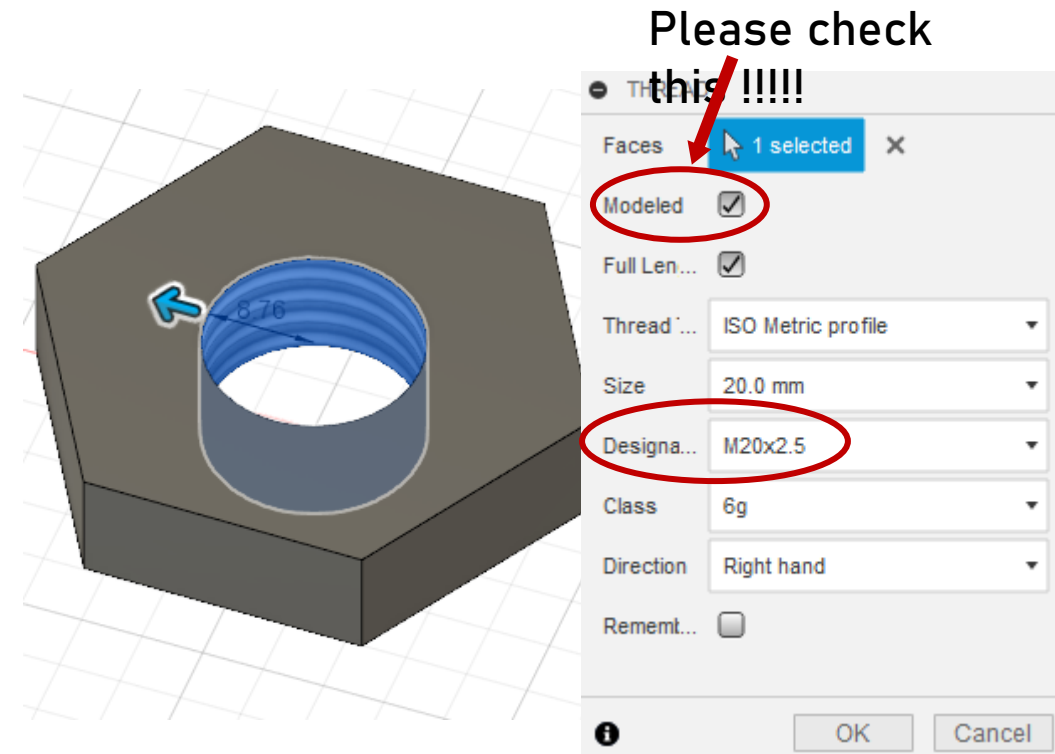 Please check
this !!!!!
THREAD
Faces 1 selected
Modeled
Full Len...
Thread T... ISO Metric profile
Size 20.0 mm
Designa... M20x2.5
Class 6g
Direction Right hand
Rememb...
8.76
OK Cancel